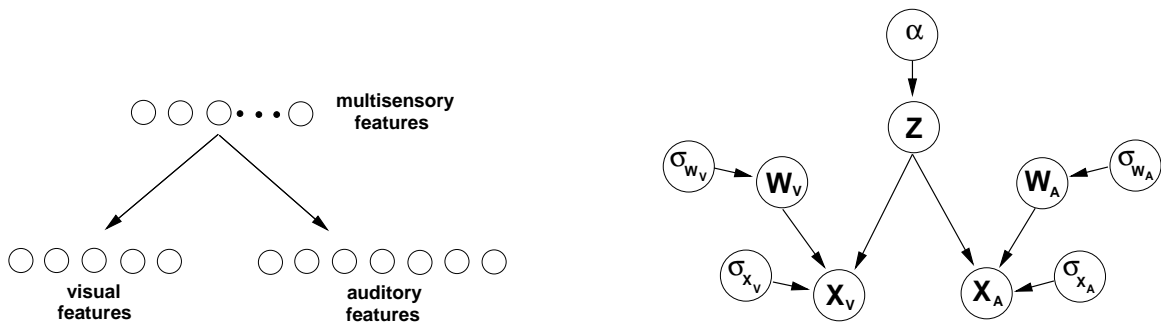 multisensory
features
visual
features
auditory
features
α
Z
σ_{W_V}
W_V
W_A
σ_{W_A}
σ_{X_V}
X_V
X_A
σ_{X_A}